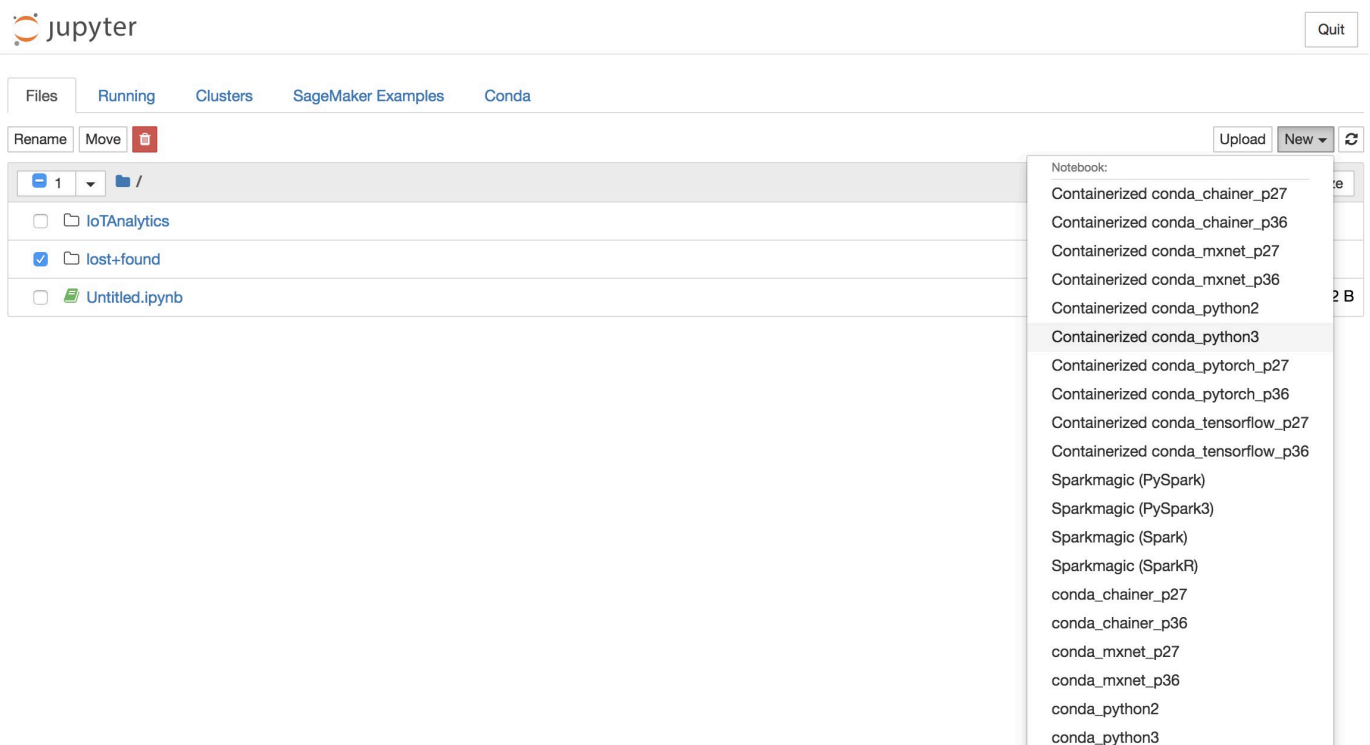 jupyter
Quit
Files Running Clusters SageMaker Examples Conda
Rename Move Upload New
1 /
Notebook:
IoTAnalytics
lost+found
Untitled.ipynb
2 B
Containerized conda_chainer_p27
Containerized conda_chainer_p36
Containerized conda_mxnet_p27
Containerized conda_mxnet_p36
Containerized conda_python2
Containerized conda_python3
Containerized conda_pytorch_p27
Containerized conda_pytorch_p36
Containerized conda_tensorflow_p27
Containerized conda_tensorflow_p36
Sparkmagic (PySpark)
Sparkmagic (PySpark3)
Sparkmagic (Spark)
Sparkmagic (SparkR)
conda_chainer_p27
conda_chainer_p36
conda_mxnet_p27
conda_mxnet_p36
conda_python2
conda_python3